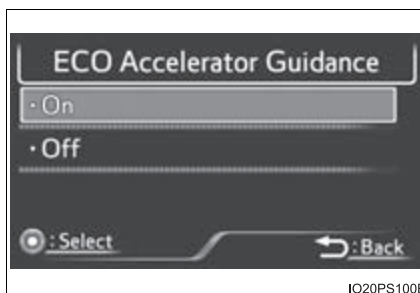 ECO Accelerator Guidance
· On
· Off
: Select
: Back
IO20PS100